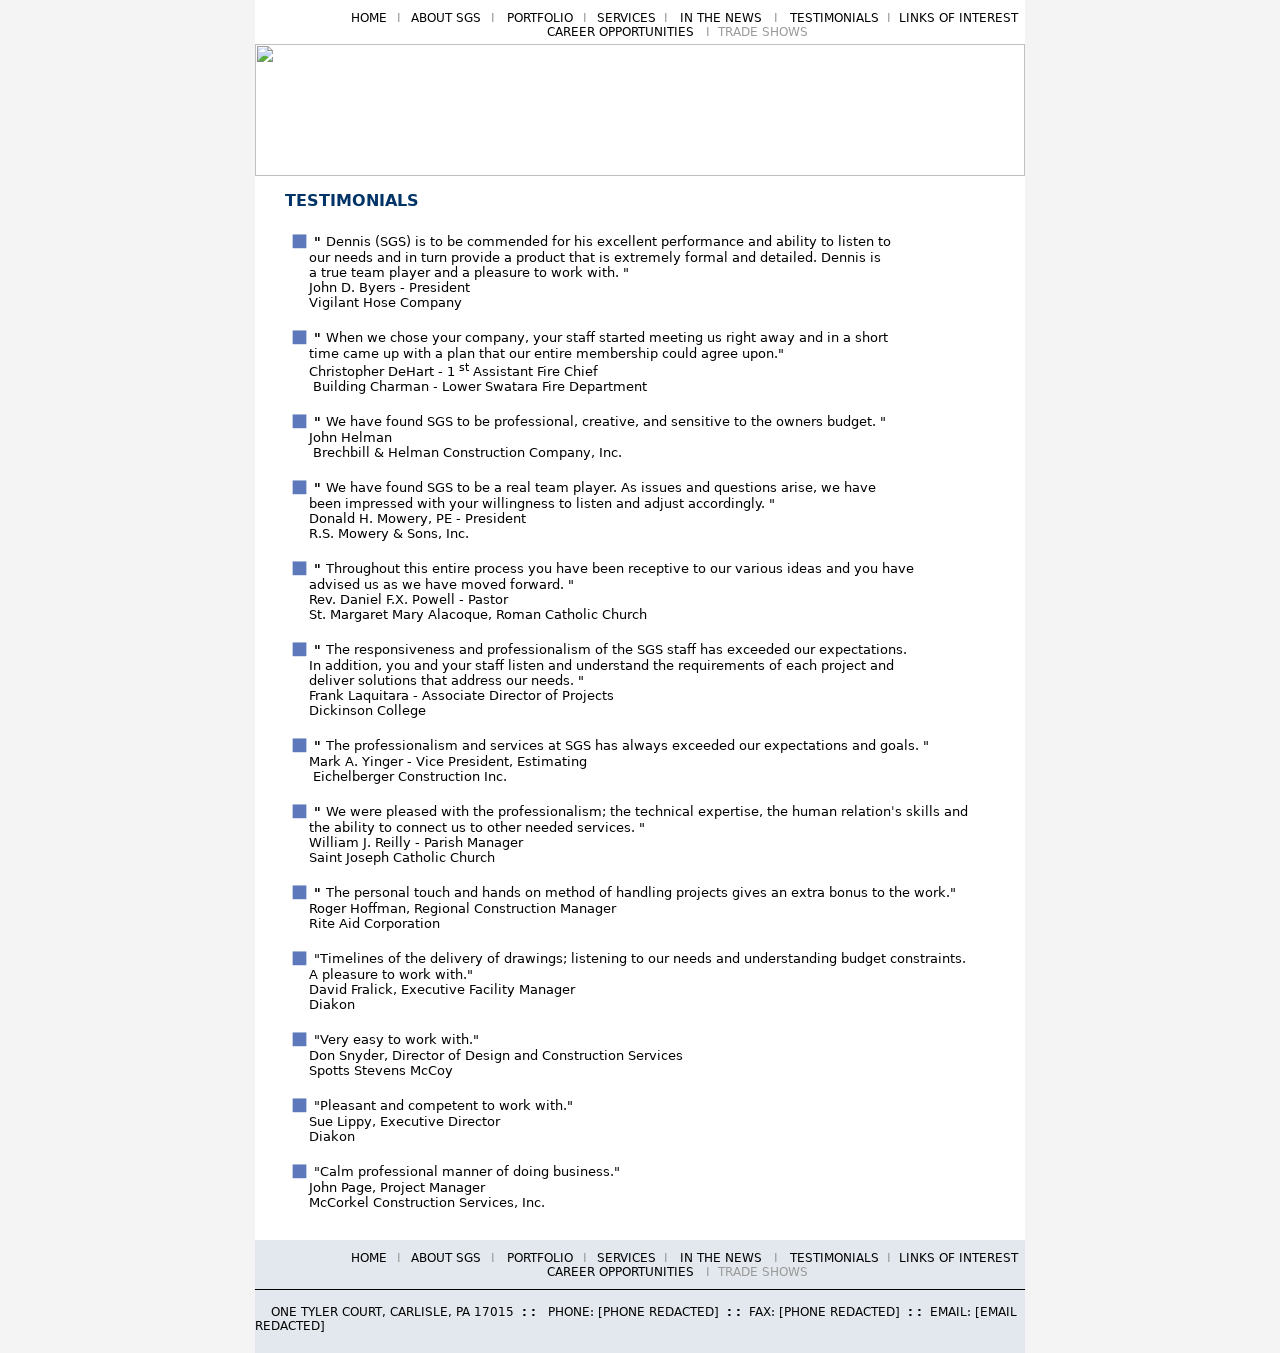 HOME | ABOUT SGS | PORTFOLIO | SERVICES | IN THE NEWS | TESTIMONIALS | LINKS OF INTEREST
CAREER OPPORTUNITIES | TRADE SHOWS
TESTIMONIALS
" Dennis (SGS) is to be commended for his excellent performance and ability to listen to
our needs and in turn provide a product that is extremely formal and detailed. Dennis is
a true team player and a pleasure to work with. "
John D. Byers - President
Vigilant Hose Company
" When we chose your company, your staff started meeting us right away and in a short
time came up with a plan that our entire membership could agree upon."
Christopher DeHart - 1 st Assistant Fire Chief
Building Charman - Lower Swatara Fire Department
" We have found SGS to be professional, creative, and sensitive to the owners budget. "
John Helman
Brechbill & Helman Construction Company, Inc.
" We have found SGS to be a real team player. As issues and questions arise, we have
been impressed with your willingness to listen and adjust accordingly. "
Donald H. Mowery, PE - President
R.S. Mowery & Sons, Inc.
" Throughout this entire process you have been receptive to our various ideas and you have
advised us as we have moved forward. "
Rev. Daniel F.X. Powell - Pastor
St. Margaret Mary Alacoque, Roman Catholic Church
" The responsiveness and professionalism of the SGS staff has exceeded our expectations.
In addition, you and your staff listen and understand the requirements of each project and
deliver solutions that address our needs. "
Frank Laquitara - Associate Director of Projects
Dickinson College
" The professionalism and services at SGS has always exceeded our expectations and goals. "
Mark A. Yinger - Vice President, Estimating
Eichelberger Construction Inc.
" We were pleased with the professionalism; the technical expertise, the human relation's skills and
the ability to connect us to other needed services. "
William J. Reilly - Parish Manager
Saint Joseph Catholic Church
" The personal touch and hands on method of handling projects gives an extra bonus to the work."
Roger Hoffman, Regional Construction Manager
Rite Aid Corporation
"Timelines of the delivery of drawings; listening to our needs and understanding budget constraints.
A pleasure to work with."
David Fralick, Executive Facility Manager
Diakon
"Very easy to work with."
Don Snyder, Director of Design and Construction Services
Spotts Stevens McCoy
"Pleasant and competent to work with."
Sue Lippy, Executive Director
Diakon
"Calm professional manner of doing business."
John Page, Project Manager
McCorkel Construction Services, Inc.
HOME | ABOUT SGS | PORTFOLIO | SERVICES | IN THE NEWS | TESTIMONIALS | LINKS OF INTEREST
CAREER OPPORTUNITIES | TRADE SHOWS
ONE TYLER COURT, CARLISLE, PA 17015 :: PHONE: [PHONE REDACTED] :: FAX: [PHONE REDACTED] :: EMAIL: [EMAIL
REDACTED]